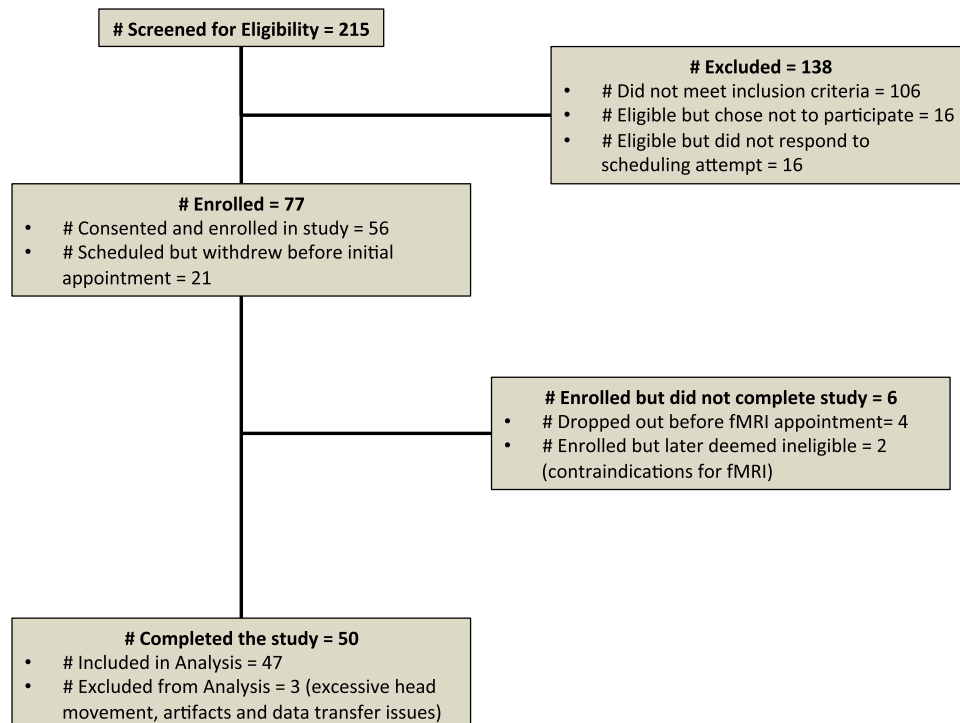 # Screened for Eligibility = 215
# Excluded = 138
• # Did not meet inclusion criteria = 106
• # Eligible but chose not to participate = 16
• # Eligible but did not respond to
scheduling attempt = 16
# Enrolled = 77
• # Consented and enrolled in study = 56
• # Scheduled but withdrew before initial
appointment = 21
# Enrolled but did not complete study = 6
• # Dropped out before fMRI appointment= 4
• # Enrolled but later deemed ineligible = 2
(contraindications for fMRI)
# Completed the study = 50
• # Included in Analysis = 47
• # Excluded from Analysis = 3 (excessive head
movement, artifacts and data transfer issues)